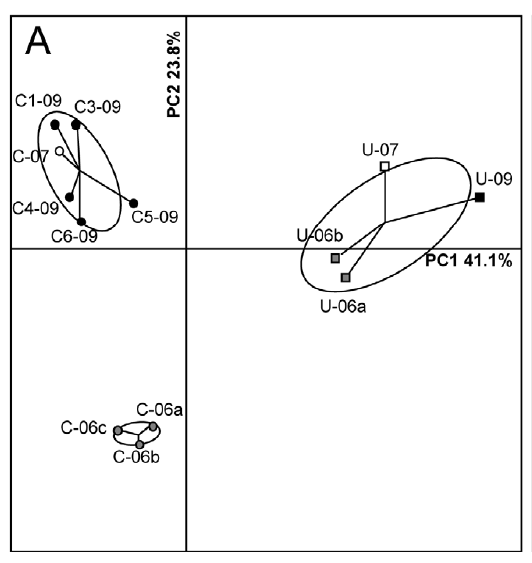 A
PC2 23.8%
C1-09
C3-09
C-07
C4-09
C5-09
C6-09
U-07
U-09
U-06b
PC1 41.1%
U-06a
C-06a
C-06c
C-06b